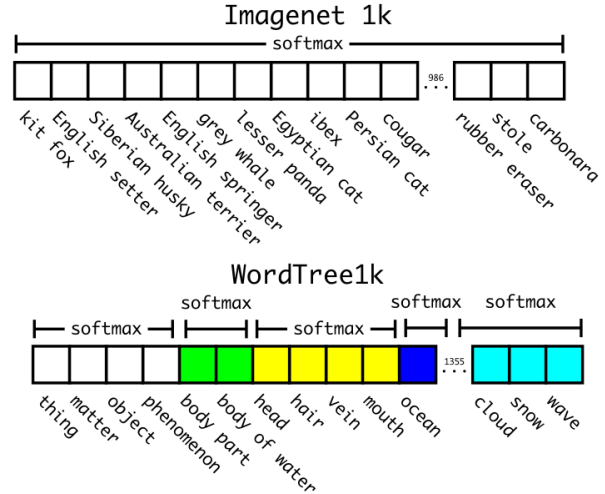 Imagenet 1k
softmax
986
...
kit fox
English setter
Siberian husky
Australian terrier
English springer
grey whale
lesser panda
Egyptian cat
ibex
Persian cat
cougar
rubber eraser
stole
carbonara
WordTree1k
softmax
softmax
softmax
softmax
softmax
1355
...
thing
matter
object
phenomenon
body part
body of water
head
hair
vein
mouth
ocean
cloud
snow
wave